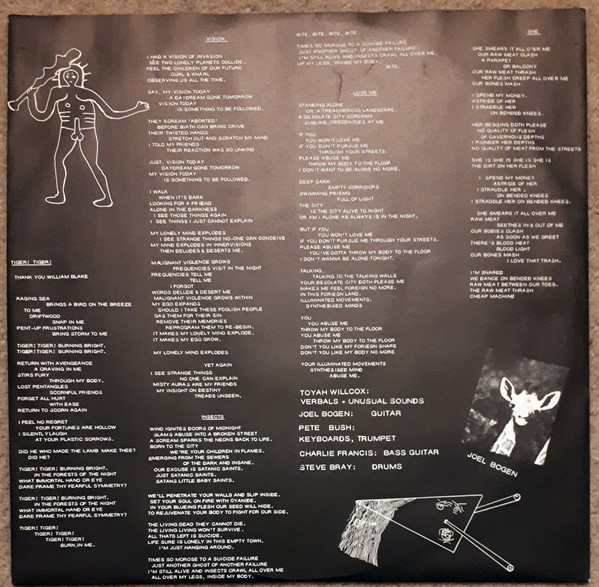 VISION
I HAD A VISION OF INVASION
SEE TWO LONELY PLANETS COLLIDE.
FEEL THE CHILDREN OF OUR FUTURE
CURL & SNARL
OBSERVING US ALL THE TIME.
SAY, MY VISION TODAY
A DAYDREAM GONE TOMORROW
VISION TODAY
IS SOMETHING TO BE FOLLOWED.
THEY SCREAM 'ABORTED'
BEFORE BIRTH CAN BRING DRIVE
THEIR TWISTED HANDS
STRETCH OUT AND SCRATCH MY MIND
I TOLD MY FRIENDS
THEIR REACTION WAS SO UNKIND
JUST, VISION TODAY
DAYDREAM GONE TOMORROW
MY VISION TODAY
IS SOMETHING TO BE FOLLOWED.
I WALK
WHEN IT'S DARK
LOOKING FOR A FRIEND
ALONE IN THE DARKNESS
I SEE THOSE THINGS AGAIN
I SEE THINGS I JUST CANNOT EXPLAIN
MY LONELY MIND EXPLODES
I SEE STRANGE THINGS NO-ONE CAN CONCEIVE
MY MIND EXPLODES IN INNERVISIONS
THEN DELUDES & DESERTS ME.
MALIGNANT VIOLENCE GROWS
FREQUENCIES VISIT IN THE NIGHT
FREQUENCIES TELL ME
TELL ME
I FORGOT
WORDS DELUDE & DESERT ME
MALIGNANT VIOLENCE GROWS WITHIN
MY EGO EXPANDS
SHOULD I TAKE THESE FOOLISH PEOPLE
GAS THEM FOR THEIR SIN
REMOVE THEIR MEMORIES
REPROGRAM THEM TO RE-BEGIN.
IT MAKES MY LONELY MIND EXPLODE.
IT MAKES MY EGO GROW.
MY LONELY MIND EXPLODES
YET AGAIN
I SEE STRANGE THINGS
NO ONE CAN EXPLAIN
MISTY AURA'S ARE MY FRIENDS
MY INSIGHT ON DESTINY
TREADS UNSEEN.
INSECTS
WIND IGNITES DOORS OF MIDNIGHT
SLAMS ABUSE INTO A BROKEN STREET
A SCREAM SPARKS THE NEONS BACK TO LIFE.
BORN TO THE CITY
WE'RE YOUR CHILDREN IN FLAMES.
EMERGING FROM THE SEWERS
OF THE DARK AND INSANE.
OUR EXCUSE IS SATANIC SAINTS.
JUST SATANIC SAINTS.
SATANS LITTLE BABY SAINTS.
WE'LL PENETRATE YOUR WALLS AND SLIP INSIDE.
SET YOUR SOUL ON FIRE WITH CYANIDE.
IN YOUR BLUEING FLESH OUR SEED WILL HIDE.
TO REJUVENATE YOUR BODY TO FIGHT FOR OUR SIDE.
THE LIVING DEAD THEY CANNOT DIE.
THE LIVING LIVING WON'T SURVIVE.
ALL THATS LEFT IS SUICIDE.
LIFE SURE IS LONELY IN THIS EMPTY TOWN.
I'M JUST HANGING AROUND.
TIMES SO MOROSE TO A SUICIDE FAILURE
JUST ANOTHER GHOST OF ANOTHER FAILURE
I'M STILL ALIVE AND INSECTS CRAWL ALL OVER ME
ALL OVER MY LEGS, INSIDE MY BODY.
TIGER! TIGER!
THANK YOU WILLIAM BLAKE
RAGING SEA
BRINGS A BIRD ON THE BREEZE
TO ME
DRIFTWOOD
SNAP IN ME
PENT-UP FRUSTRATIONS
BRING STORM TO ME
TIGER! TIGER! BURNING BRIGHT.
TIGER! TIGER! BURNING BRIGHT.
RETURN WITH AVENGEANCE
A CRAVING IN ME
STIRS FURY
THROUGH MY BODY.
LOST PENTANGLES
SCORNFUL FRIENDS
FORGET ALL HURT
WITH EASE
RETURN TO SCORN AGAIN
I FEEL NO REGRET
YOUR FORTUNES ARE HOLLOW
I SILENTLY LAUGH
AT YOUR PLASTIC SORROWS.
DID HE WHO MADE THE LAMB MAKE THEE?
DID HE?
TIGER! TIGER! BURNING BRIGHT.
IN THE FORESTS OF THE NIGHT
WHAT IMMORTAL HAND OR EYE
DARE FRAME THY FEARFUL SYMMETRY?
TIGER! TIGER! BURNING BRIGHT.
IN THE FORESTS OF THE NIGHT
WHAT IMMORTAL HAND OR EYE
DARE FRAME THY FEARFUL SYMMETRY?
TIGER! TIGER!
TIGER! TIGER!
TIGER! TIGER!
BURN IN ME.
BITE, BITE, BITE, BITE.
TIMES SO MOROSE TO A SUICIDE FAILURE
JUST ANOTHER GHOST OF ANOTHER FAILURE
I'M STILL ALIVE AND INSECTS CRAWL ALL OVER ME.
UP MY LEGS, INSIDE MY BODY.
BITE.
LOVE ME
STANDING ALONE
ON A TREACHEROUS LANDSCAPE.
A DESOLATE CITY SCREAMS
SUBLIME OBSCENITIES AT ME
IF YOU
YOU WON'T LOVE ME
IF YOU DON'T PURSUE ME
THROUGH YOUR STREETS.
PLEASE ABUSE ME
THROW MY BODY TO THE FLOOR
I DON'T WANT TO BE ALONE NO MORE.
DEEP DARK
EMPTY CORRIDORS
SWIMMING PRISMS
FULL OF LIGHT
THE CITY
IS THE CITY ALIVE TO NIGHT
OR AM I ALONE AS ALWAYS IS IN THE NIGHT.
BUT IF YOU
YOU WON'T LOVE ME
IF YOU DON'T PURSUE ME THROUGH YOUR STREETS.
PLEASE ABUSE ME
YOU'VE GOTTA THROW MY BODY TO THE FLOOR
I DON'T WANNA BE ALONE TONIGHT.
TALKING,
TALKING TO THE TALKING WALLS
YOUR DESOLATE CITY DOTH PLEASE ME
MAKES ME FEEL FOREIGN NO MORE.
IN THIS FOREIGN LAND.
ILLUMINATED MOVEMENTS.
SYNTHESISED MINDS
YOU
YOU ABUSE ME
THROW MY BODY TO THE FLOOR
YOU ABUSE ME
THROW MY BODY TO THE FLOOR
DON'T YOU LIKE MY FOREIGN SHAPE
DON'T YOU LIKE MY BODY NO MORE
YOUR ILLUMINATED MOVEMENTS
SYNTHESISED MIND
ABUSE ME.
TOYAH WILLCOX:
VERBALS + UNUSUAL SOUNDS
JOEL BOGEN: GUITAR
PETE BUSH:
KEYBOARDS, TRUMPET
CHARLIE FRANCIS: BASS GUITAR
STEVE BRAY: DRUMS
SHE
SHE SMEARS IT ALL OVER ME
OUR RAW MEAT CLASH
A PARAPET
OR BALCONY
OUR RAW MEAT THRASH
HER FLESH CREEP ALL OVER ME
OUR BONES MASH
I SPEND MY MONEY,
ASTRIDE OF HER
I STRADDLE HER
ON BENDED KNEES.
HER BEGGING DOTH PLEASE
NO QUALITY OF FLESH
OF CAVERNOUS DEPTHS
I PIONEER HER DEPTHS
NO QUALITY OF MEAT FROM THE STREETS
SHE IS SHE IS SHE IS SHE IS
THE DIRT ON HER FLESH
I SPEND MY MONEY
ASTRIDE OF HER
I STRADDLE HER,
ON BENDED KNEES
I STRADDLE HER ON BENDED KNEES.
SHE SMEARS IT ALL OVER ME
RAW MEAT
SEETHES IN & OUT OF ME
OUR BODIES CLASH
AS SOON AS WE GREET
THERE'S BLOOD HEAT
BLOOD LIGHT
OUR BONES MASH
I LOVE THAT TRASH.
I'M SNARED
WE DANCE ON BENDED KNEES
RAW MEAT BETWEEN OUR TOES.
THE RAW MEAT THRASH
CHEAP MACHINE
JOEL BOGEN